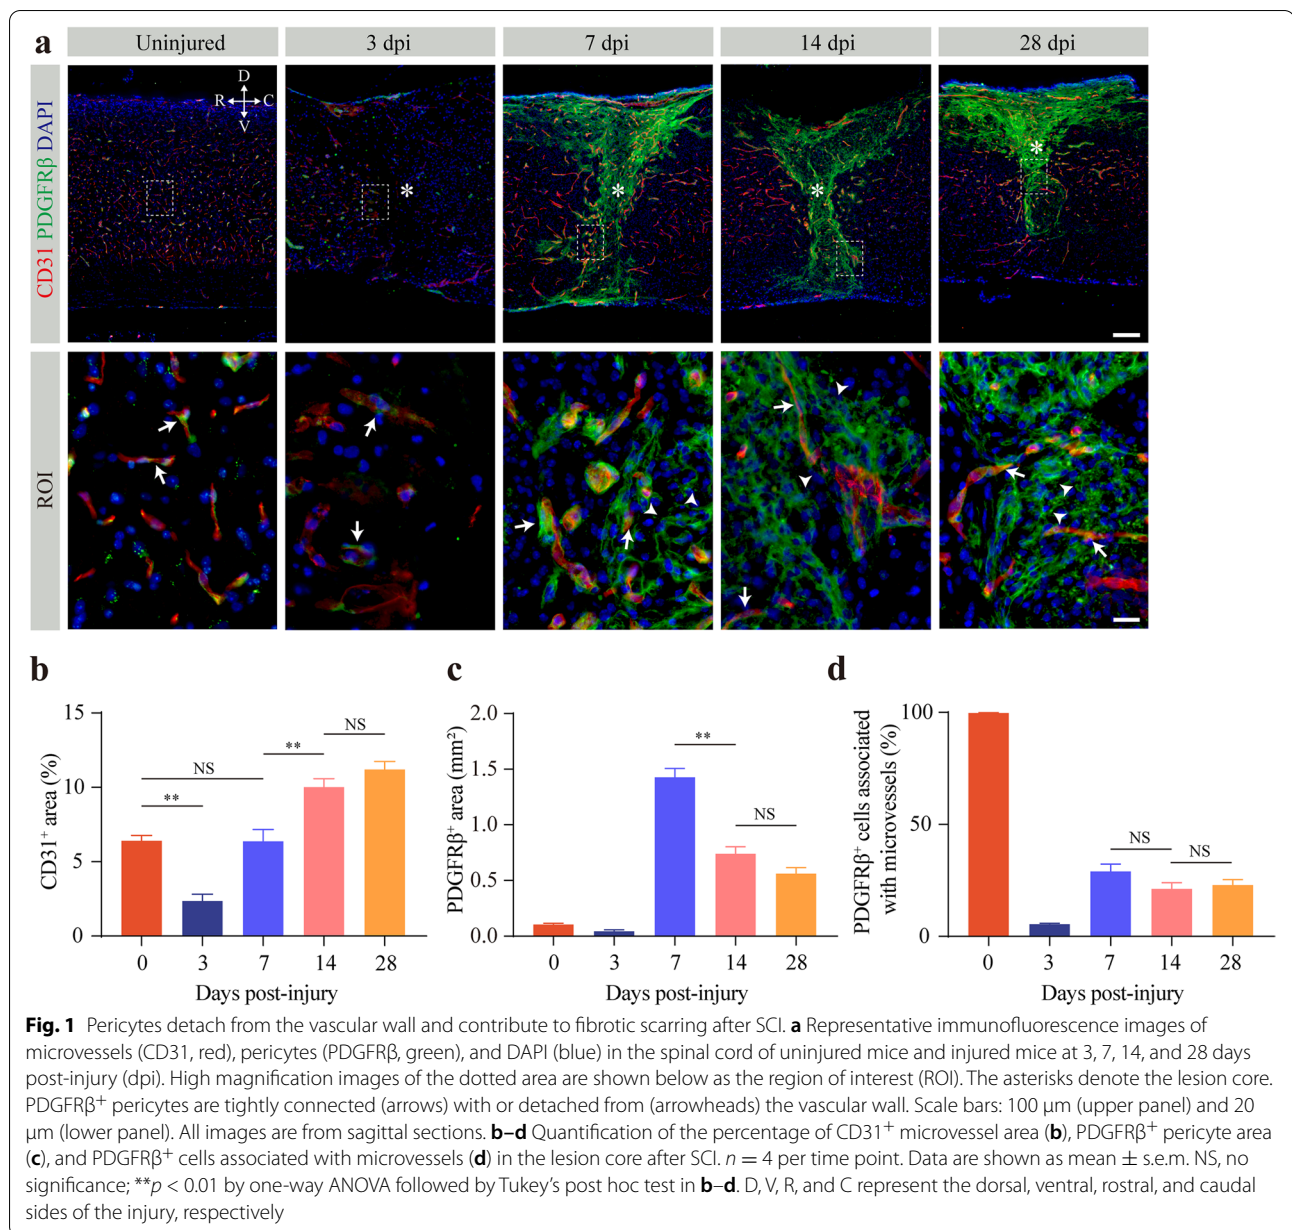 a
Uninjured
3 dpi
7 dpi
14 dpi
28 dpi
CD31 PDGFRβ DAPI
D
R C
V
*
*
*
*
ROI
b
CD31⁺ area (%)
15
10
5
0
NS
**
**
NS
0 3 7 14 28
Days post-injury
c
PDGFRβ⁺ area (mm²)
2.0
1.5
1.0
0.5
0.0
**
NS
0 3 7 14 28
Days post-injury
d
PDGFRβ⁺ cells associated
with microvessels (%)
100
50
0
NS
NS
0 3 7 14 28
Days post-injury
Fig. 1 Pericytes detach from the vascular wall and contribute to fibrotic scarring after SCI. a Representative immunofluorescence images of
microvessels (CD31, red), pericytes (PDGFRβ, green), and DAPI (blue) in the spinal cord of uninjured mice and injured mice at 3, 7, 14, and 28 days
post-injury (dpi). High magnification images of the dotted area are shown below as the region of interest (ROI). The asterisks denote the lesion core.
PDGFRβ⁺ pericytes are tightly connected (arrows) with or detached from (arrowheads) the vascular wall. Scale bars: 100 μm (upper panel) and 20
μm (lower panel). All images are from sagittal sections. b–d Quantification of the percentage of CD31⁺ microvessel area (b), PDGFRβ⁺ pericyte area
(c), and PDGFRβ⁺ cells associated with microvessels (d) in the lesion core after SCI. n = 4 per time point. Data are shown as mean ± s.e.m. NS, no
significance; **p < 0.01 by one-way ANOVA followed by Tukey's post hoc test in b–d. D, V, R, and C represent the dorsal, ventral, rostral, and caudal
sides of the injury, respectively